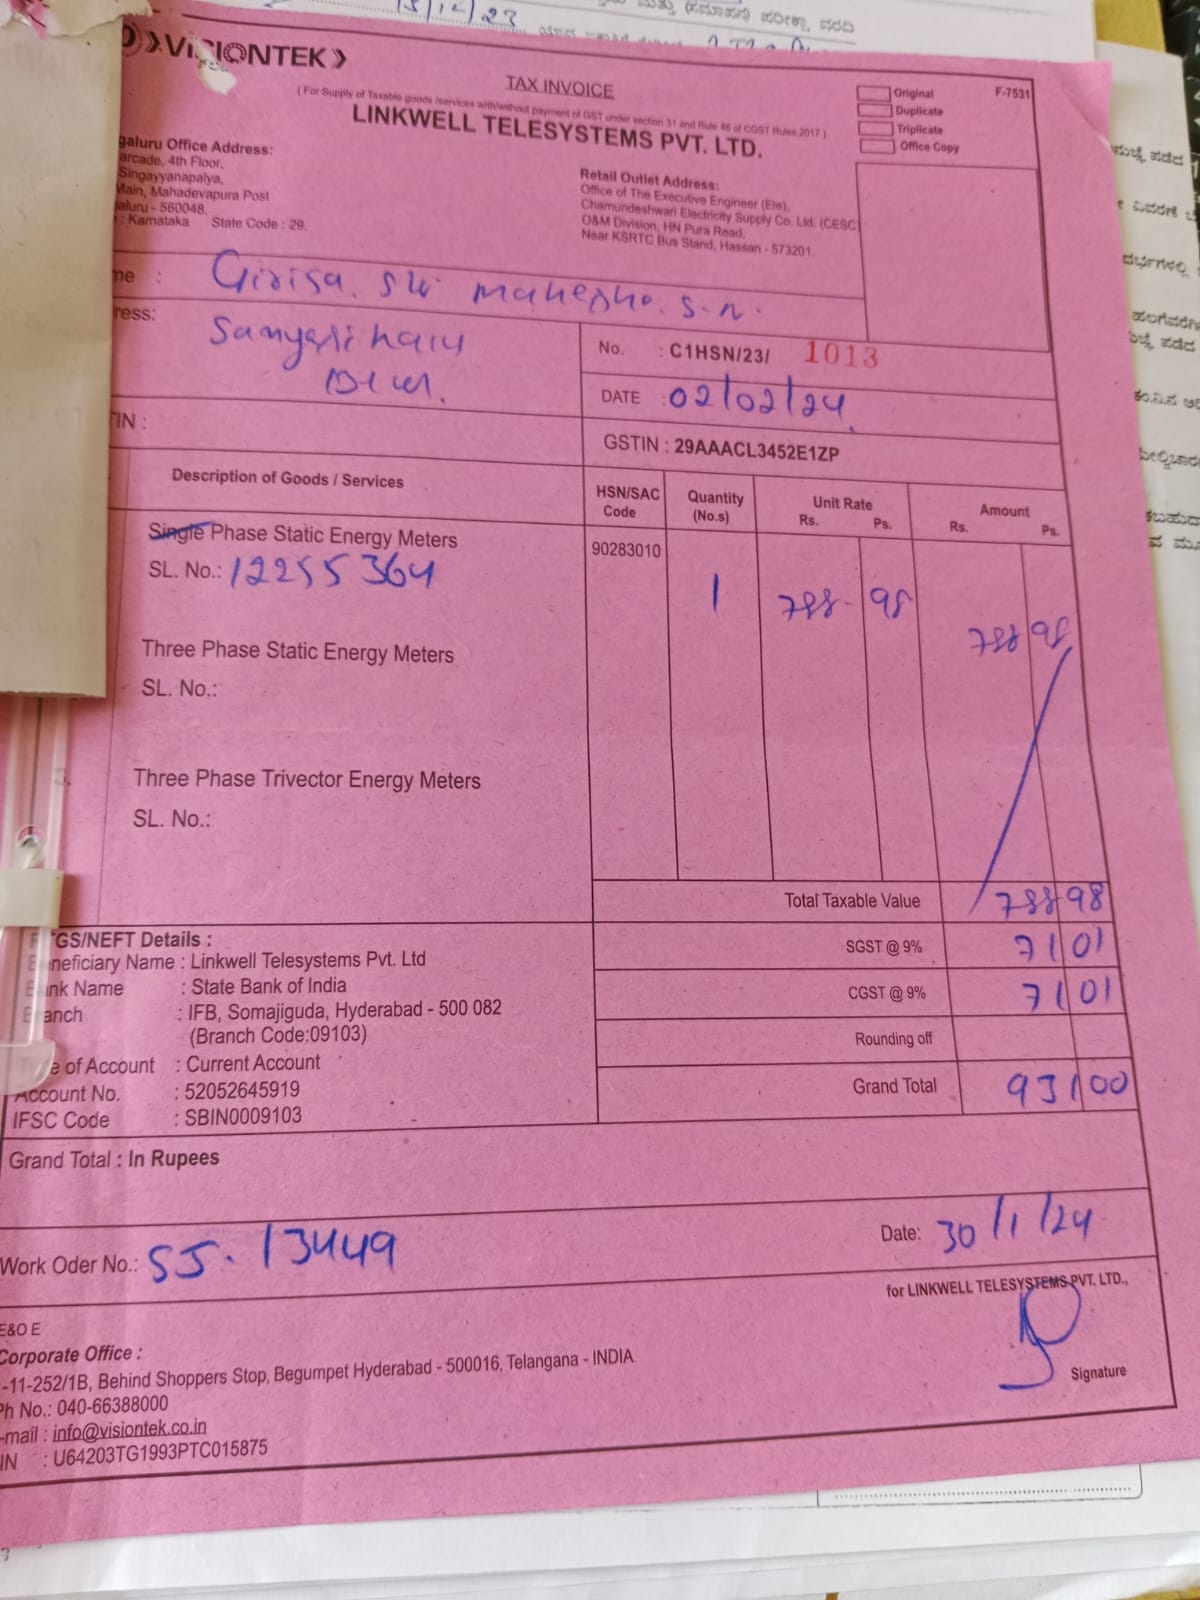 VISIONTEK
TAX INVOICE
( For Supply of Taxable goods /services with/without payment of GST under section 31 and Rule 46 of CGST Rules,2017 )
LINKWELL TELESYSTEMS PVT. LTD.
Original
Duplicate
Triplicate
Office Copy
F-7531
galuru Office Address:
arcade, 4th Floor,
Singayyanapalya,
Main, Mahadevapura Post
aluru - 560048.
: Karnataka State Code : 29.
Retail Outlet Address:
Office of The Executive Engineer (Ele),
Chamundeshwari Electricity Supply Co. Ltd. (CESC
O&M Division, HN Pura Road,
Near KSRTC Bus Stand, Hassan - 573201.
me : Girisa. S/o mahesha. S.n.
ress:
No. : C1HSN/23/ 1013
DATE : 02/02/24
TIN :
GSTIN : 29AAACL3452E1ZP
Description of Goods / Services
HSN/SAC Code
Quantity (No.s)
Unit Rate
Rs. Ps.
Amount
Rs. Ps.
Single Phase Static Energy Meters
90283010
SL. No.: 12255364
1
788 98
788 98
Three Phase Static Energy Meters
SL. No.:
3. Three Phase Trivector Energy Meters
SL. No.:
Total Taxable Value 788 98
SGST @ 9% 71 01
CGST @ 9% 71 01
Rounding off
Grand Total 931 00
TGS/NEFT Details :
Beneficiary Name : Linkwell Telesystems Pvt. Ltd
Bank Name : State Bank of India
Branch : IFB, Somajiguda, Hyderabad - 500 082
(Branch Code:09103)
Type of Account : Current Account
Account No. : 52052645919
IFSC Code : SBIN0009103
Grand Total : In Rupees
Work Oder No.: SJ. 13449
Date: 30/1/24
for LINKWELL TELESYSTEMS PVT. LTD.,
Signature
E&O E
Corporate Office :
-11-252/1B, Behind Shoppers Stop, Begumpet Hyderabad - 500016, Telangana - INDIA
Ph No.: 040-66388000
-mail : info@visiontek.co.in
IN : U64203TG1993PTC015875